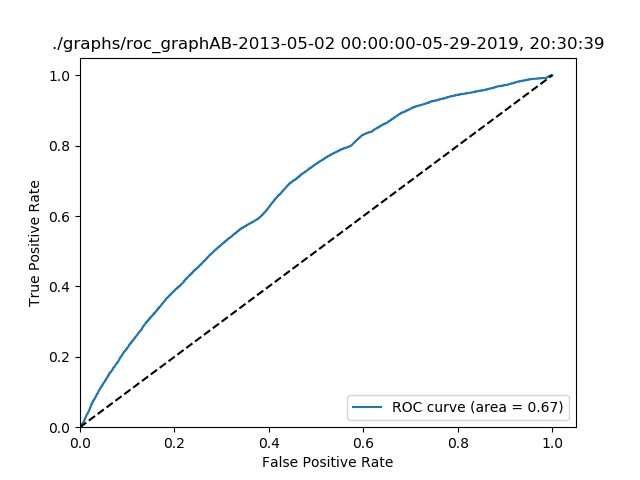 ./graphs/roc_graphAB-2013-05-02 00:00:00-05-29-2019, 20:30:39
1.0
0.8
0.6
0.4
0.2
0.0
True Positive Rate
ROC curve (area = 0.67)
0.0 0.2 0.4 0.6 0.8 1.0
False Positive Rate